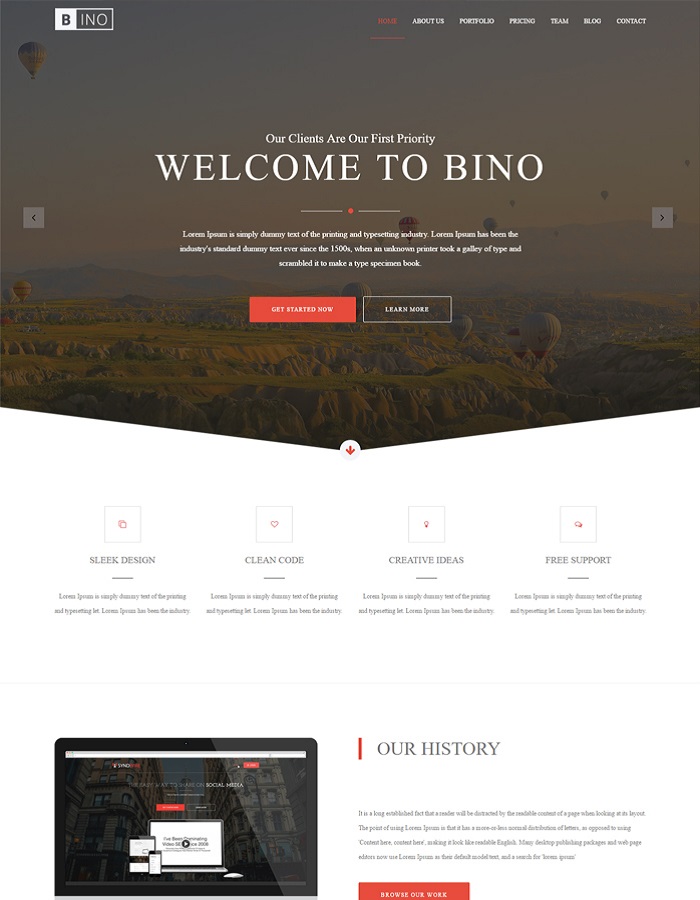 BINO
HOME ABOUT US PORTFOLIO PRICING TEAM BLOG CONTACT
Our Clients Are Our First Priority
WELCOME TO BINO
Lorem Ipsum is simply dummy text of the printing and typesetting industry. Lorem Ipsum has been the
industry's standard dummy text ever since the 1500s, when an unknown printer took a galley of type and
scrambled it to make a type specimen book.
GET STARTED NOW
LEARN MORE
SLEEK DESIGN
Lorem Ipsum is simply dummy text of the printing
and typesetting let. Lorem Ipsum has been the industry.
CLEAN CODE
Lorem Ipsum is simply dummy text of the printing
and typesetting let. Lorem Ipsum has been the industry.
CREATIVE IDEAS
Lorem Ipsum is simply dummy text of the printing
and typesetting let. Lorem Ipsum has been the industry.
FREE SUPPORT
Lorem Ipsum is simply dummy text of the printing
and typesetting let. Lorem Ipsum has been the industry.
SOCIAL MEDIA
Video SEO Since 2008
OUR HISTORY
It is a long established fact that a reader will be distracted by the readable content of a page when looking at its layout.
The point of using Lorem Ipsum is that it has a more-or-less normal distribution of letters, as opposed to using
'Content here, content here', making it look like readable English. Many desktop publishing packages and web page
editors now use Lorem Ipsum as their default model text, and a search for 'lorem ipsum'
BROWSE OUR WORK